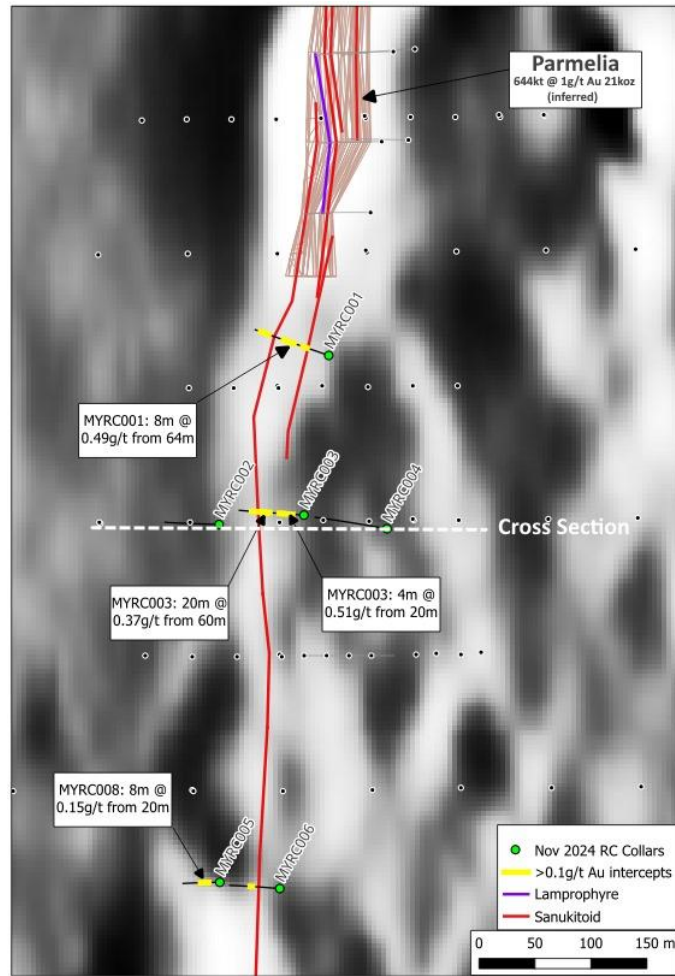 Parmelia
644kt @ 1g/t Au 21koz
(inferred)
MYRC001
MYRC001: 8m @
0.49g/t from 64m
MYRC002
MYRC003
MYRC004
Cross Section
MYRC003: 20m @
0.37g/t from 60m
MYRC003: 4m @
0.51g/t from 20m
MYRC008: 8m @
0.15g/t from 20m
MYRC005
MYRC006
Nov 2024 RC Collars
>0.1g/t Au intercepts
Lamprophyre
Sanukitoid
0 50 100 150 m